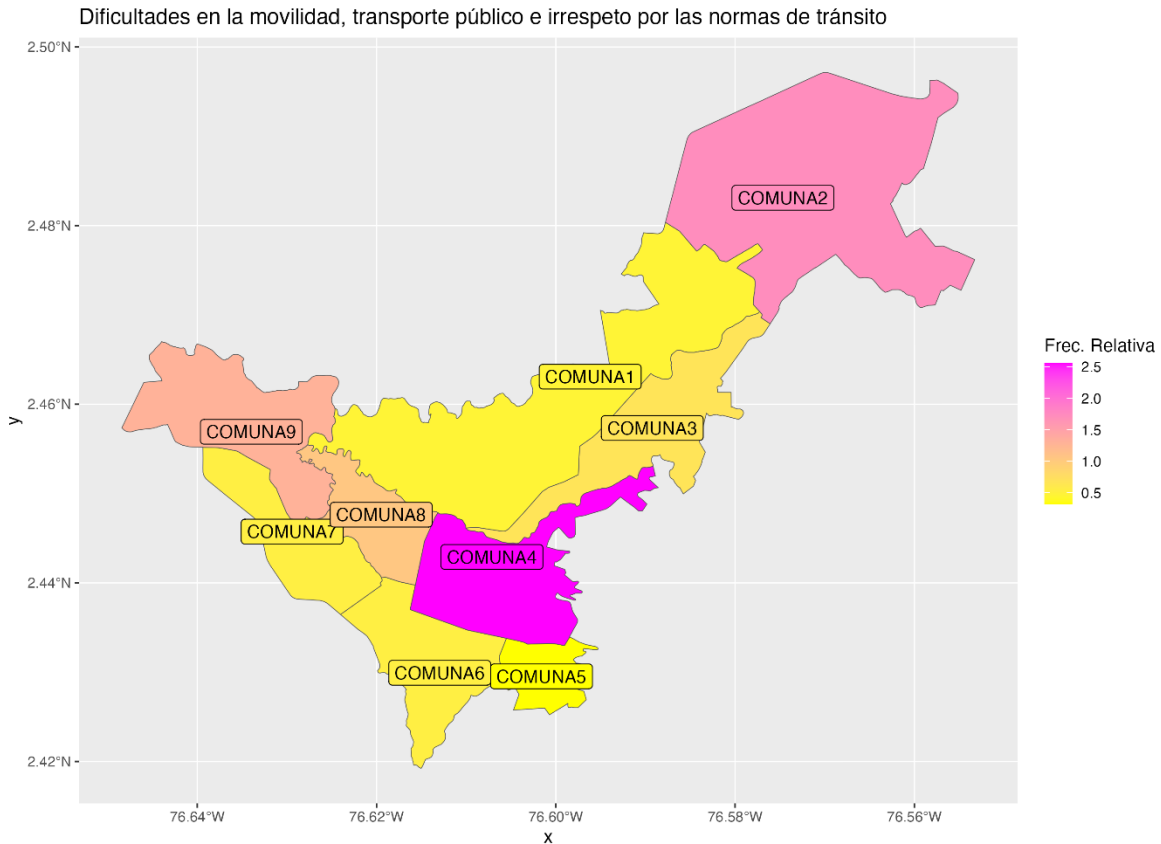 Dificultades en la movilidad, transporte público e irrespeto por las normas de tránsito
2.50°N
2.48°N
2.46°N
2.44°N
2.42°N
y
COMUNA2
COMUNA1
COMUNA3
COMUNA9
COMUNA8
COMUNA7
COMUNA4
COMUNA6
COMUNA5
76.64°W
76.62°W
76.60°W
76.58°W
76.56°W
x
Frec. Relativa
2.5
2.0
1.5
1.0
0.5